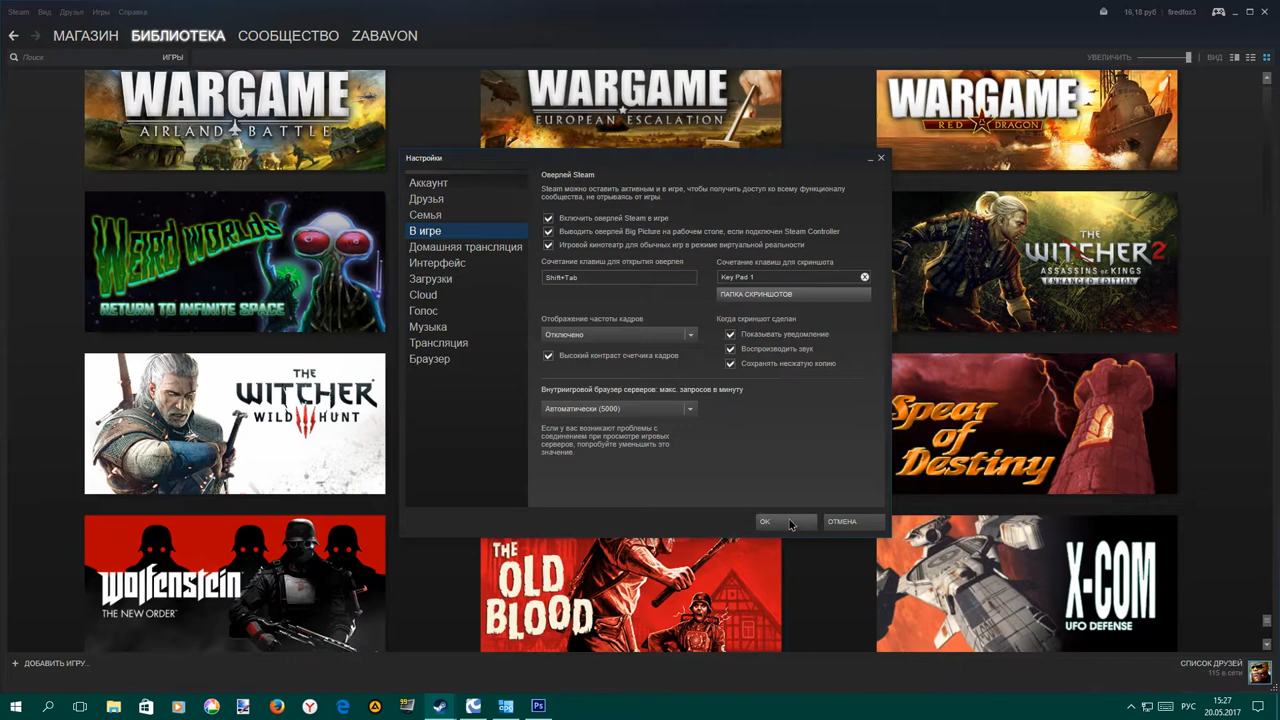 Steam Вид Друзья Игры Справка
16,18 руб firedfox3
МАГАЗИН БИБЛИОТЕКА СООБЩЕСТВО ZABAVON
Поиск ИГРЫ УВЕЛИЧИТЬ ВИД
WARGAME
AIRLAND BATTLE
WARGAME
EUROPEAN ESCALATION
WARGAME
RED DRAGON
WEIRD WORLDS
RETURN TO INFINITE SPACE
THE
WITCHER 2
ASSASSINS OF KINGS
ENHANCED EDITION
THE
WITCHER
WILD HUNT
Spear
of
Destiny
Wolfenstein
THE NEW ORDER
THE
OLD
BLOOD
X-COM
UFO DEFENSE
Настройки
Аккаунт
Друзья
Семья
В игре
Домашняя трансляция
Интерфейс
Загрузки
Cloud
Голос
Музыка
Трансляция
Браузер
Оверлей Steam
Steam можно оставить активным и в игре, чтобы получить доступ ко всему функционалу
сообщества, не отрываясь от игры.
Включить оверлей Steam в игре
Выводить оверлей Big Picture на рабочем столе, если подключен Steam Controller
Игровой кинотеатр для обычных игр в режиме виртуальной реальности
Сочетание клавиш для открытия оверлея
Shift+Tab
Сочетание клавиш для скриншота
Key Pad 1
ПАПКА СКРИНШОТОВ
Отображение частоты кадров
Отключено
Высокий контраст счетчика кадров
Когда скриншот сделан
Показывать уведомление
Воспроизводить звук
Сохранять несжатую копию
Внутриигровой браузер серверов: макс. запросов в минуту
Автоматически (5000)
Если у вас возникают проблемы с
соединением при просмотре игровых
серверов, попробуйте уменьшить это
значение.
OK ОТМЕНА
+ ДОБАВИТЬ ИГРУ...
СПИСОК ДРУЗЕЙ
115 в сети
РУС
15:27
20.05.2017